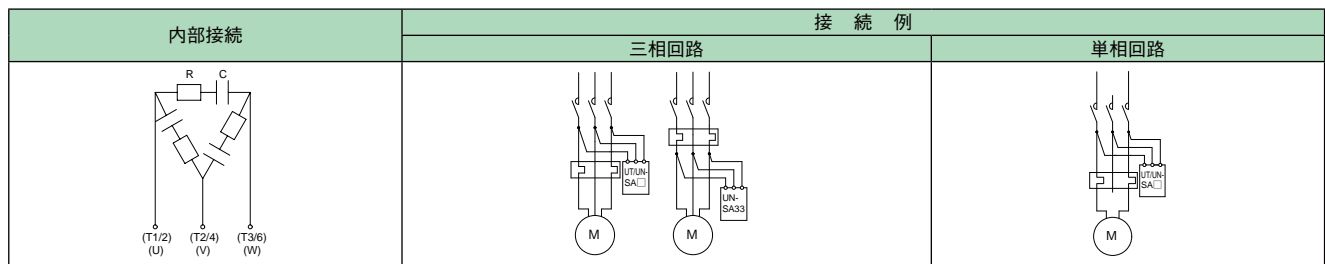 内部接続
接 続 例
三相回路
単相回路
R C
(T1/2) (T2/4) (T3/6)
(U) (V) (W)
UT/UN-
SA□
M
UN-
SA33
M
UT/UN-
SA□
M